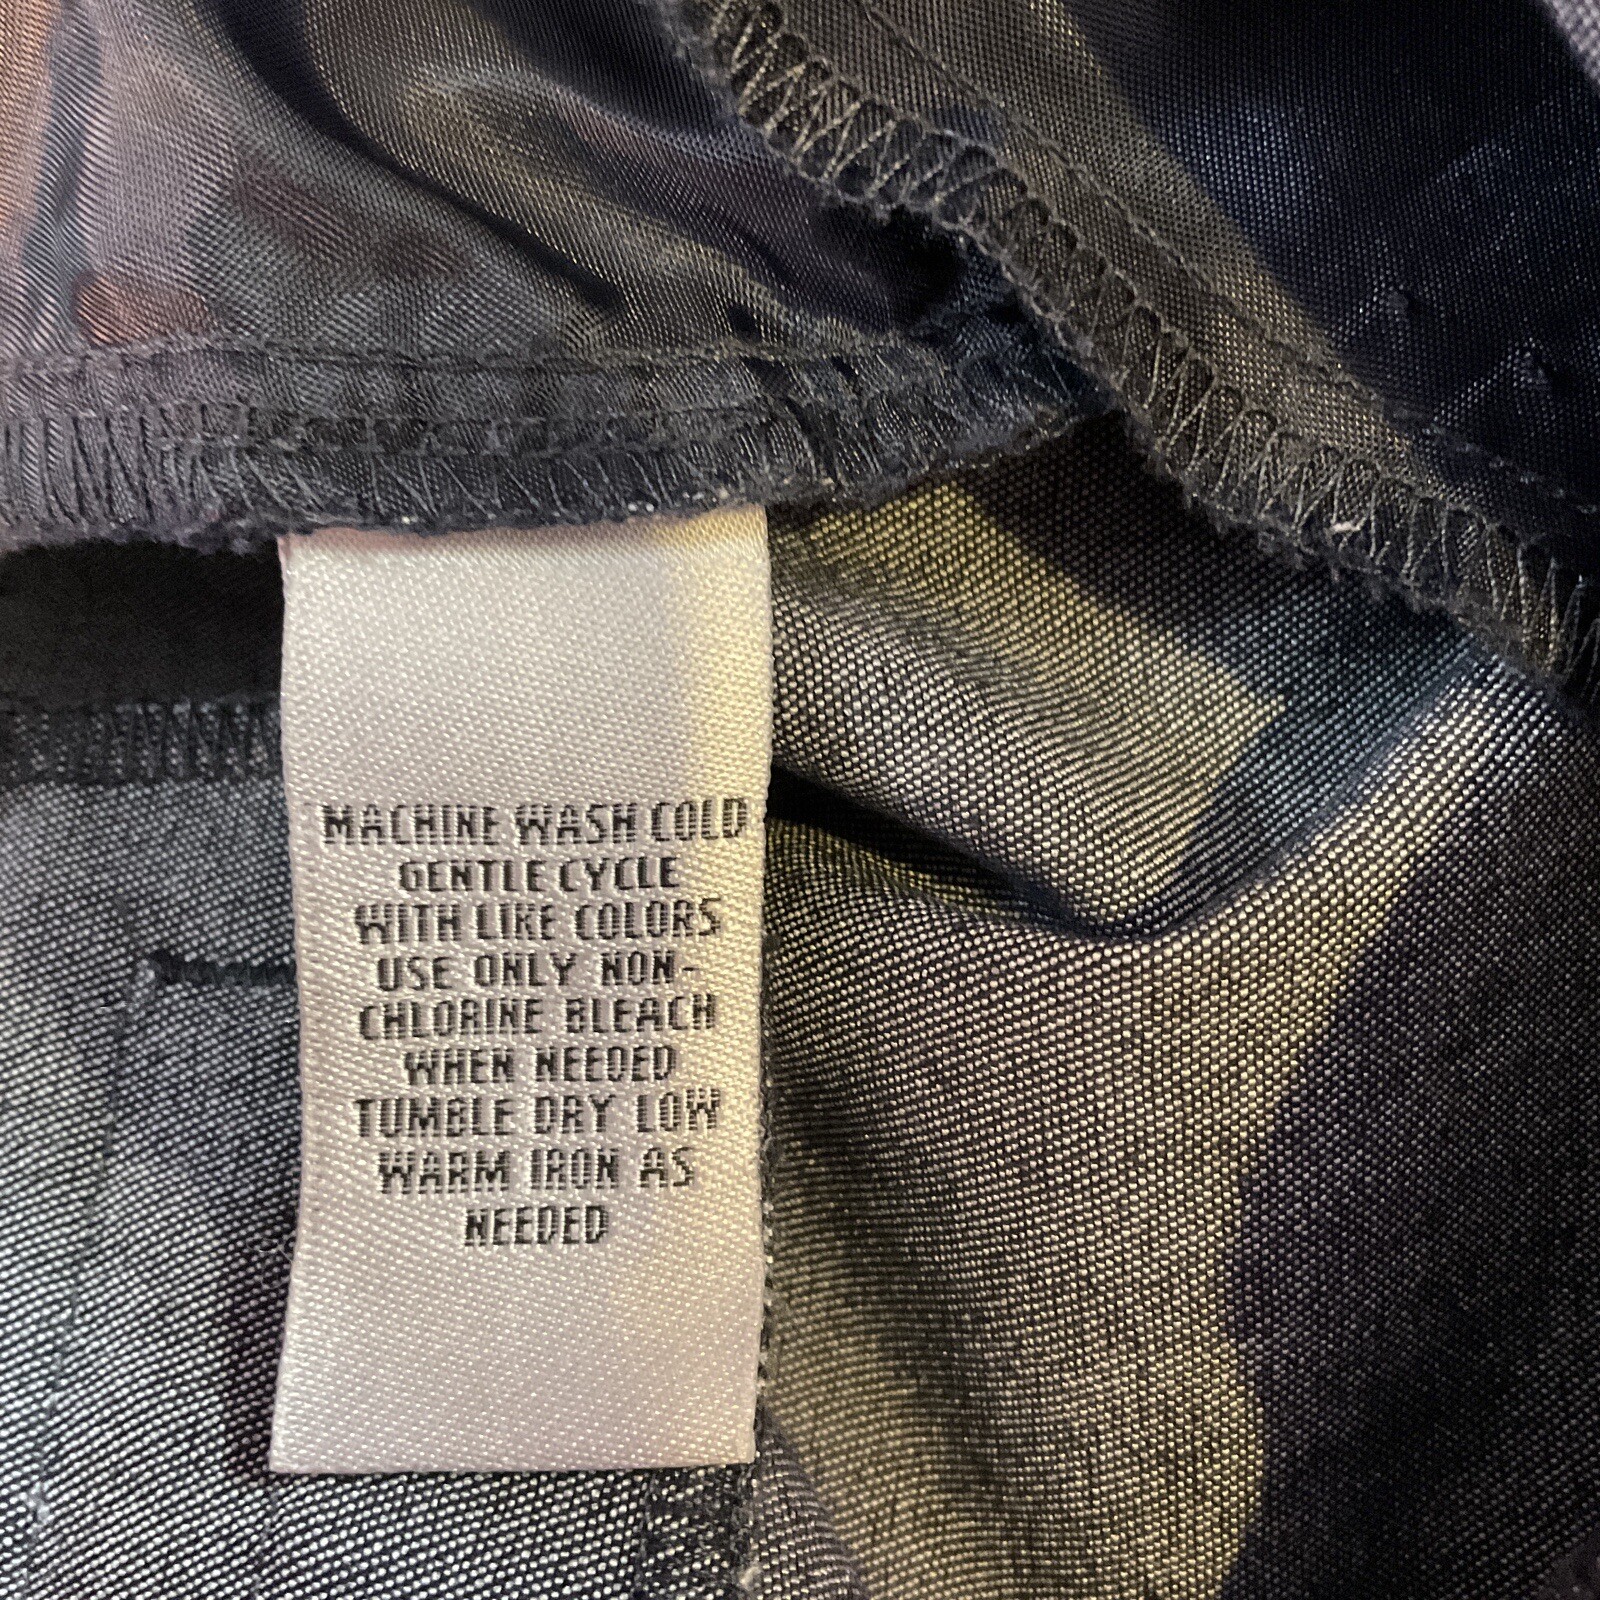 MACHINE WASH COLD
GENTLE CYCLE
WITH LIKE COLORS
USE ONLY NON-
CHLORINE BLEACH
WHEN NEEDED
TUMBLE DRY LOW
WARM IRON AS
NEEDED